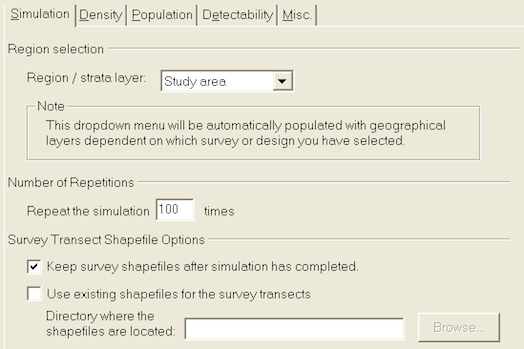 Simulation Density Population Detectability Misc.
Region selection
Region / strata layer: Study area
Note
This dropdown menu will be automatically populated with geographical
layers dependent on which survey or design you have selected.
Number of Repetitions
Repeat the simulation 100 times
Survey Transect Shapefile Options
Keep survey shapefiles after simulation has completed.
Use existing shapefiles for the survey transects
Directory where the
shapefiles are located: Browse...